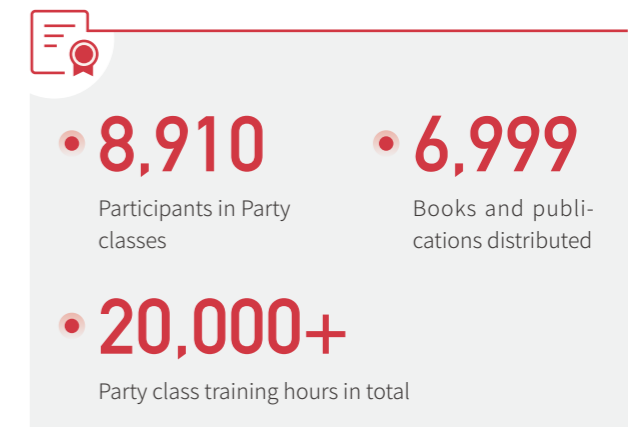 8,910
Participants in Party
classes
6,999
Books and publi-
cations distributed
20,000+
Party class training hours in total